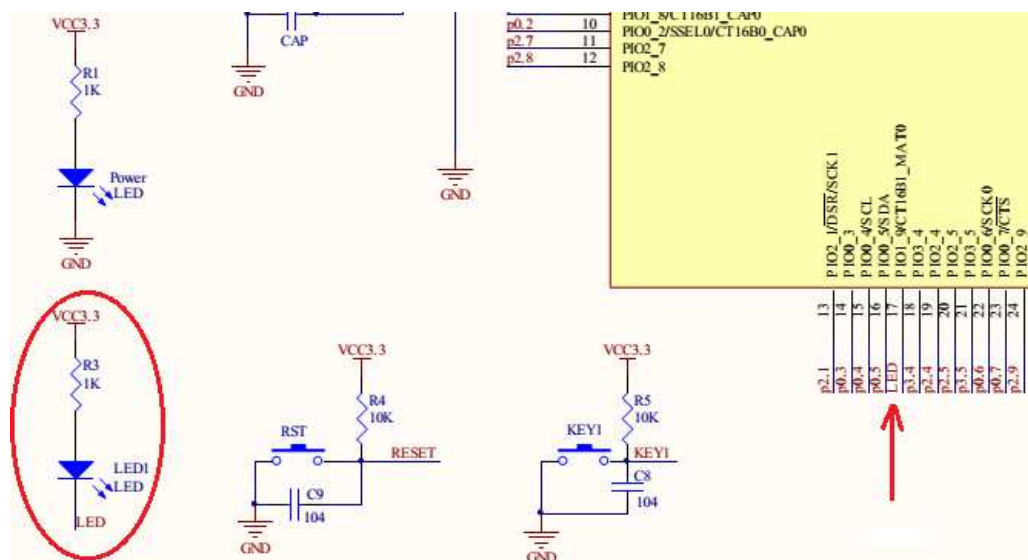 VCC3.3
R1
1K
Power
LED
GND
CAP
GND
GND
p0.2
p2.7
p2.8
10
11
12
PIO1_8/CT16B1_CAP0
PIO0_2/SSEL0/CT16B0_CAP0
PIO2_7
PIO2_8
PIO2_1/DSR/SCK1
PIO0_3
PIO0_4/SCL
PIO0_5/SDA
PIO1_9/CT16B1_MAT0
PIO3_4
PIO2_4
PIO2_5
PIO3_5
PIO0_6/SCK0
PIO0_7/CTS
PIO2_9
13
14
15
16
17
18
19
20
21
22
23
24
p2.1
p0.3
p0.4
p0.5
LED
p3.4
p2.4
p2.5
p3.5
p0.6
p0.7
p2.9
VCC3.3
R3
1K
LED1
LED
LED
VCC3.3
R4
10K
RST
RESET
C9
104
GND
VCC3.3
R5
10K
KEY1
KEY1
C8
104
GND